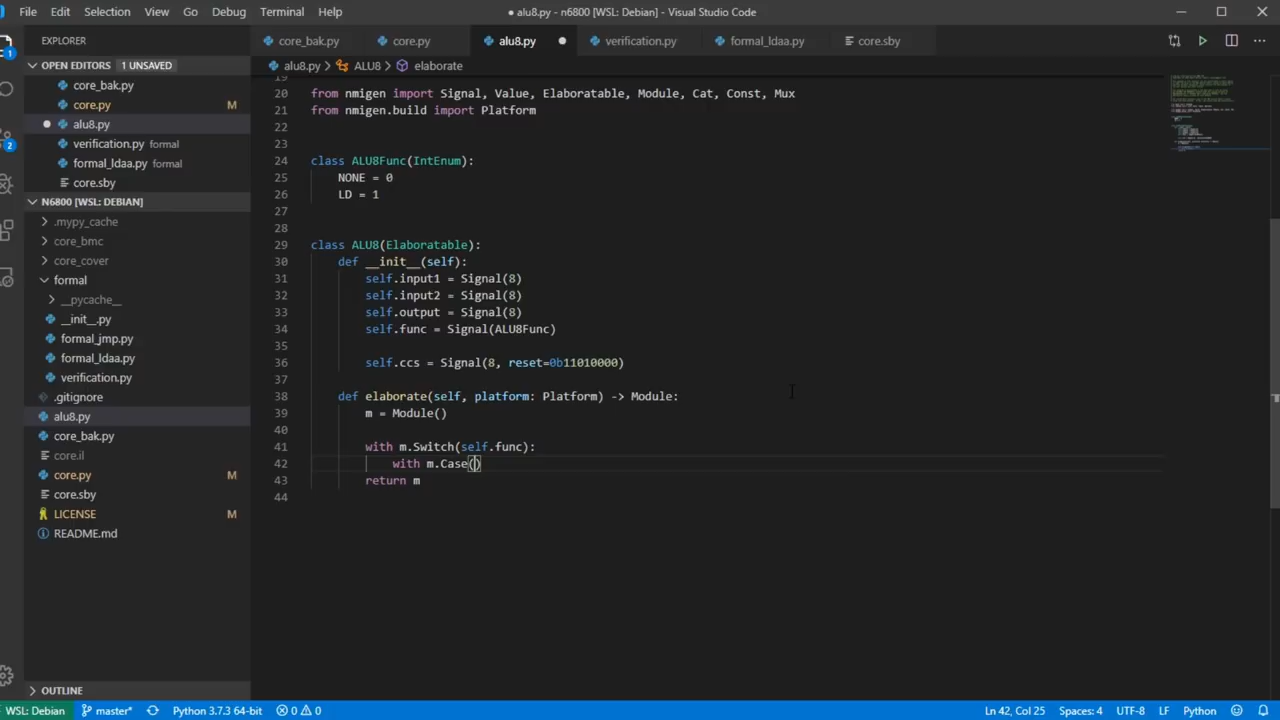 File Edit Selection View Go Debug Terminal Help
● alu8.py - n6800 [WSL: Debian] - Visual Studio Code
EXPLORER
OPEN EDITORS 1 UNSAVED
core_bak.py
core.py M
alu8.py
verification.py formal
formal_ldaa.py formal
core.sby
N6800 [WSL: DEBIAN]
.mypy_cache
core_bmc
core_cover
formal
__pycache__
__init__.py
formal_jmp.py
formal_ldaa.py
verification.py
.gitignore
alu8.py
core_bak.py
core.il
core.py M
core.sby
LICENSE M
README.md
OUTLINE
1
2
core_bak.py core.py alu8.py ● verification.py formal_ldaa.py core.sby
alu8.py > ALU8 > elaborate
19
20 from nmigen import Signal, Value, Elaboratable, Module, Cat, Const, Mux
21 from nmigen.build import Platform
22
23
24 class ALU8Func(IntEnum):
25     NONE = 0
26     LD = 1
27
28
29 class ALU8(Elaboratable):
30     def __init__(self):
31         self.input1 = Signal(8)
32         self.input2 = Signal(8)
33         self.output = Signal(8)
34         self.func = Signal(ALU8Func)
35
36         self.ccs = Signal(8, reset=0b11010000)
37
38     def elaborate(self, platform: Platform) -> Module:
39         m = Module()
40
41         with m.Switch(self.func):
42             with m.Case()
43         return m
44
WSL: Debian master* Python 3.7.3 64-bit 0 0 Ln 42, Col 25 Spaces: 4 UTF-8 LF Python